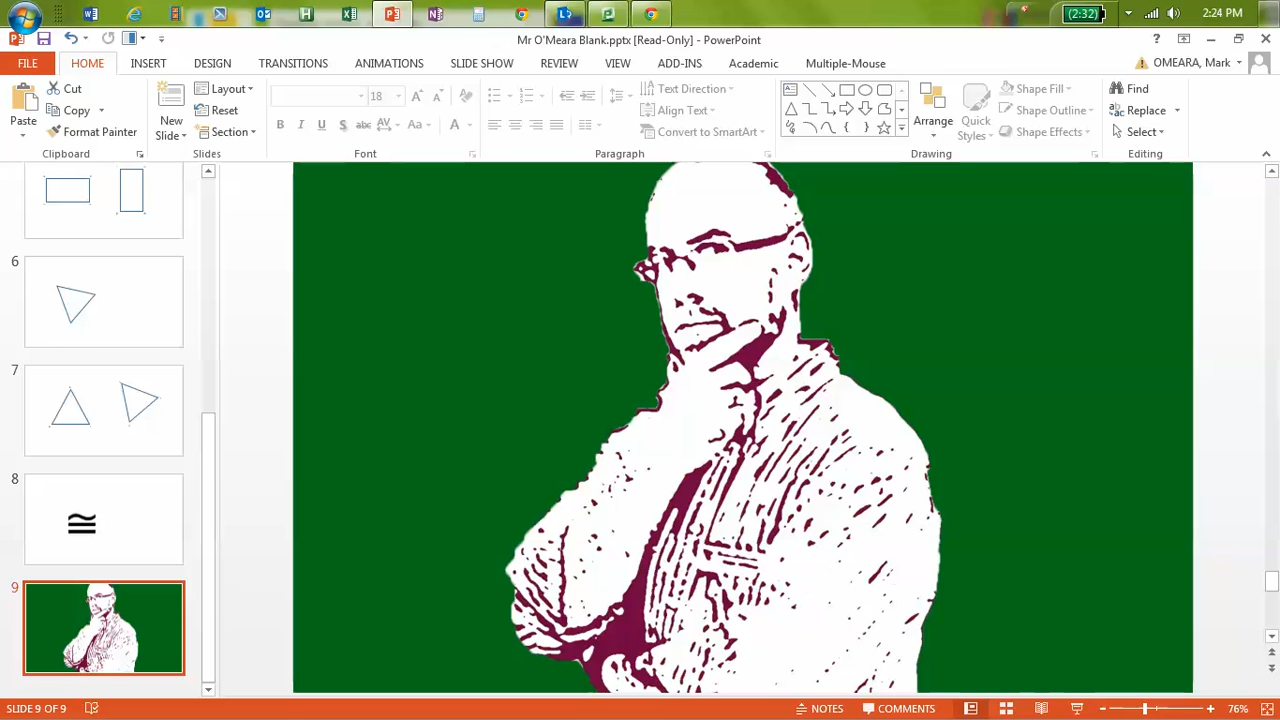 (2:32)
2:24 PM
Mr O'Meara Blank.pptx [Read-Only] - PowerPoint
FILE HOME INSERT DESIGN TRANSITIONS ANIMATIONS SLIDE SHOW REVIEW VIEW ADD-INS Academic Multiple-Mouse OMEARA, Mark
Cut Layout 18 Text Direction Shape Fill Find
Paste Copy New Slide Reset Align Text Arrange Quick Styles Shape Outline Replace
Format Painter Section B I U S abc AV Aa A Convert to SmartArt Shape Effects Select
Clipboard Slides Font Paragraph Drawing Editing
6
7
8
≅
9
SLIDE 9 OF 9 NOTES COMMENTS 76%